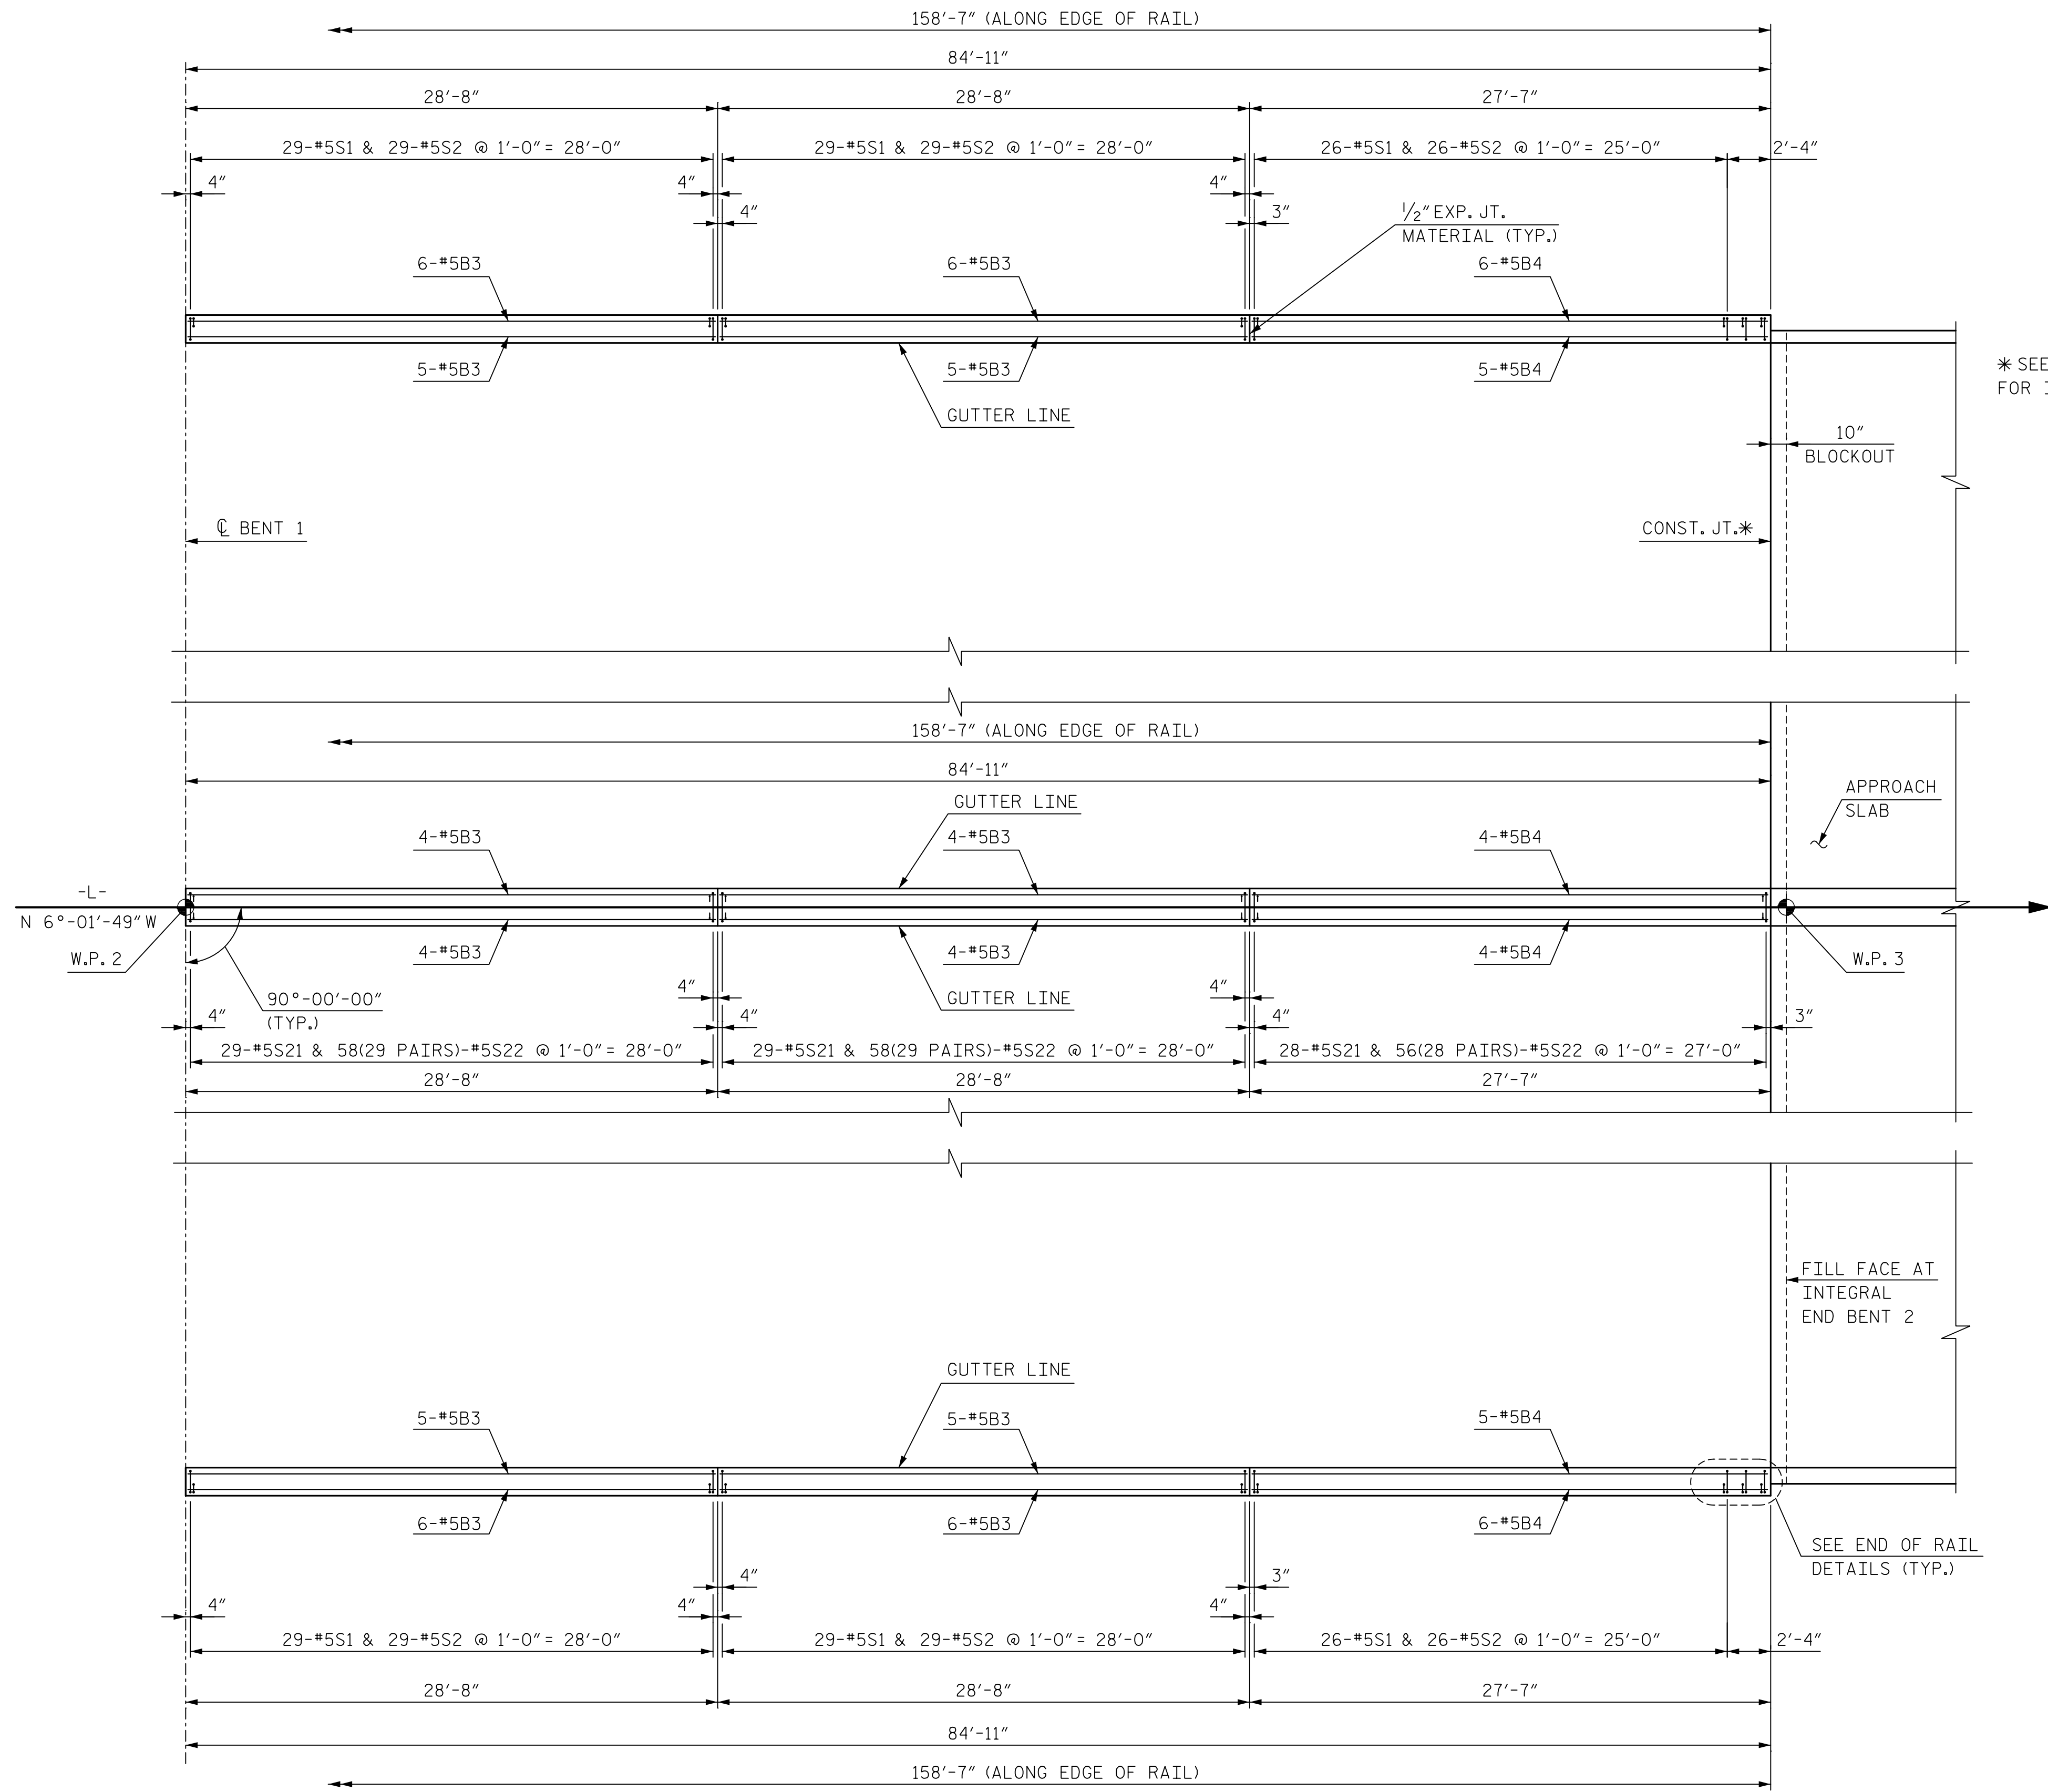 158'-7" (ALONG EDGE OF RAIL)
84'-11"
28'-8" 28'-8" 27'-7"
29-#5S1 & 29-#5S2 @ 1'-0"= 28'-0" 29-#5S1 & 29-#5S2 @ 1'-0"= 28'-0" 26-#5S1 & 26-#5S2 @ 1'-0"= 25'-0" 2'-4"
4" 4" 4"
4" 3"
1/2" EXP. JT.
MATERIAL (TYP.)
6-#5B3 6-#5B3 6-#5B4
5-#5B3 5-#5B3 5-#5B4
* SEE
FOR
GUTTER LINE
10"
BLOCKOUT
℄ BENT 1
CONST. JT.*
158'-7" (ALONG EDGE OF RAIL)
84'-11"
APPROACH
SLAB
GUTTER LINE
4-#5B3 4-#5B3 4-#5B4
-L-
N 6°-01'-49" W
W.P. 2
4-#5B3 4-#5B3 4-#5B4
W.P. 3
90°-00'-00"
(TYP.)
4" 4"
GUTTER LINE
4" 4" 4" 3"
29-#5S21 & 58(29 PAIRS)-#5S22 @ 1'-0"= 28'-0" 29-#5S21 & 58(29 PAIRS)-#5S22 @ 1'-0"= 28'-0" 28-#5S21 & 56(28 PAIRS)-#5S22 @ 1'-0"= 27'-0"
28'-8" 28'-8" 27'-7"
FILL FACE AT
INTEGRAL
END BENT 2
GUTTER LINE
5-#5B3 5-#5B3 5-#5B4
6-#5B3 6-#5B3 6-#5B4
SEE END OF RAIL
DETAILS (TYP.)
4" 3"
4" 4" 4"
29-#5S1 & 29-#5S2 @ 1'-0"= 28'-0" 29-#5S1 & 29-#5S2 @ 1'-0"= 28'-0" 26-#5S1 & 26-#5S2 @ 1'-0"= 25'-0" 2'-4"
28'-8" 28'-8" 27'-7"
84'-11"
158'-7" (ALONG EDGE OF RAIL)